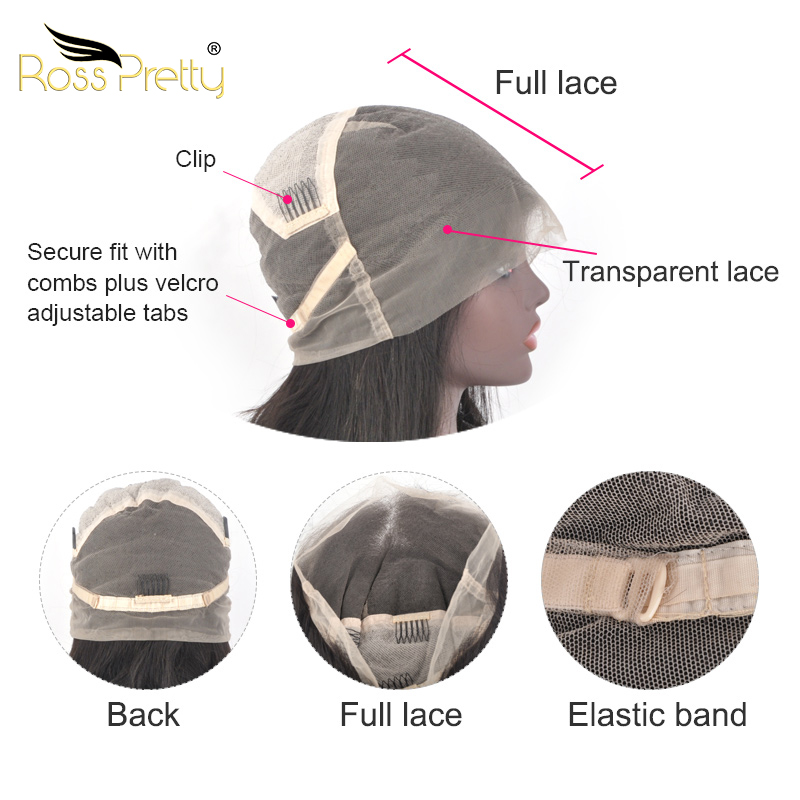 Ross Pretty®
Full lace
Clip
Secure fit with
combs plus velcro
adjustable tabs
Transparent lace
Back
Full lace
Elastic band